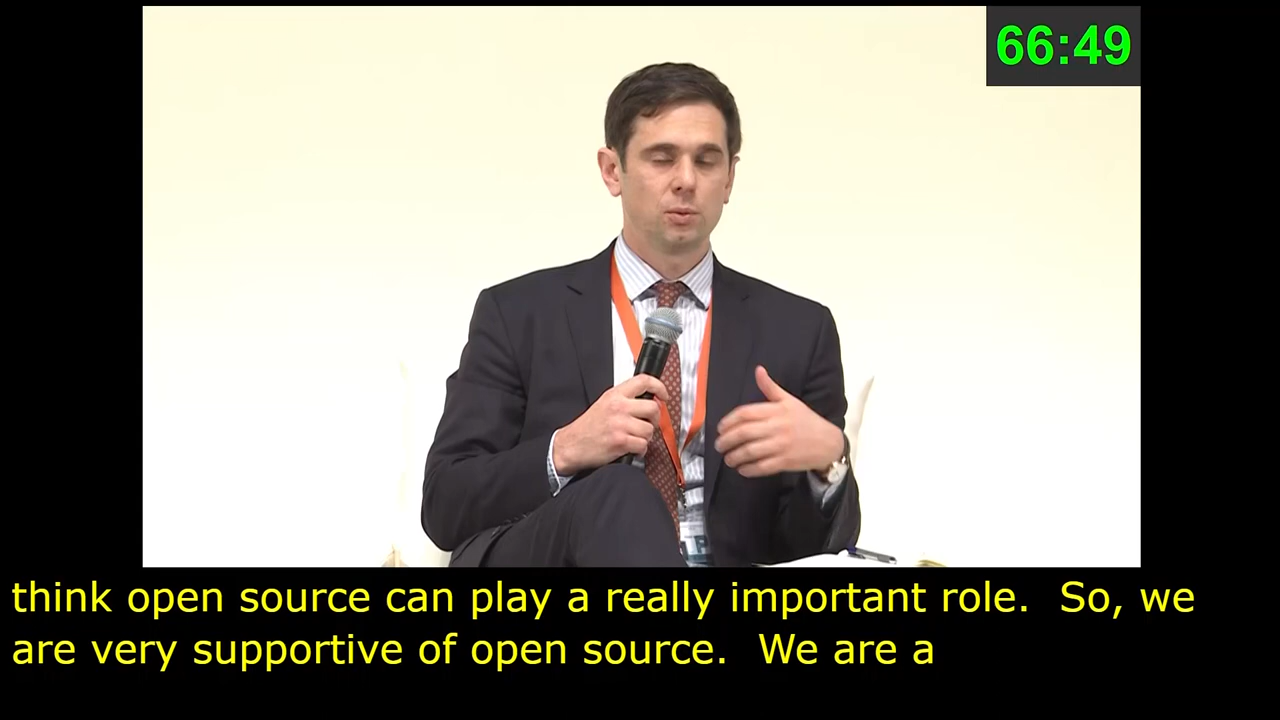 66:49
think open source can play a really important role.  So, we
are very supportive of open source.  We are a